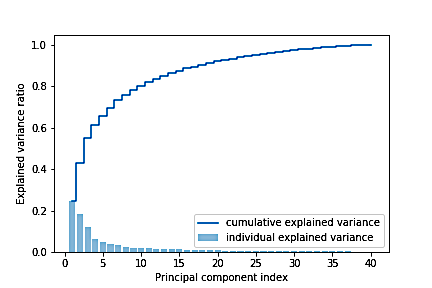 1.0
0.8
0.6
0.4
0.2
0.0
Explained variance ratio
cumulative explained variance
individual explained variance
0 5 10 15 20 25 30 35 40
Principal component index